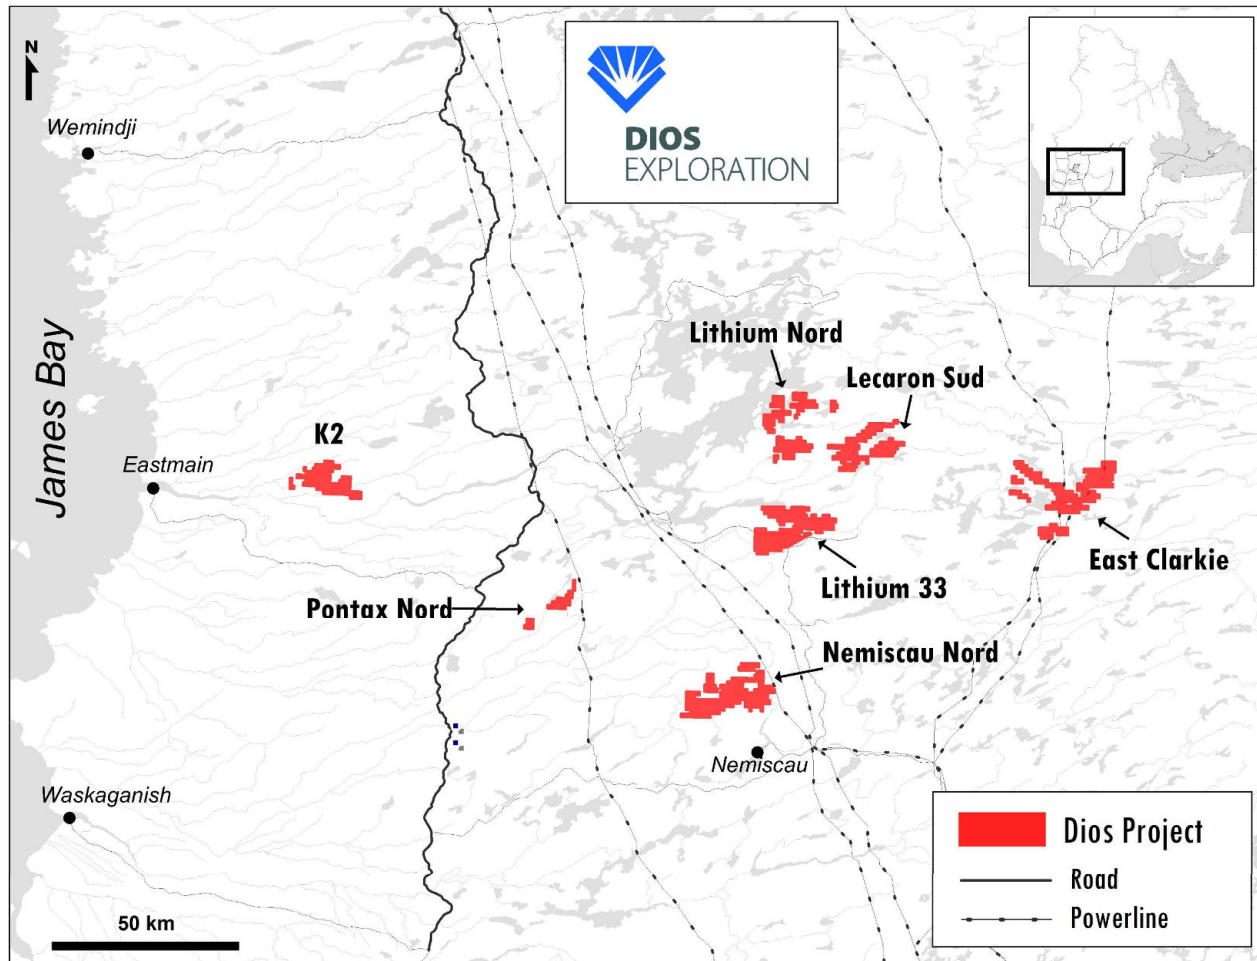 N
Wemindji
DIOS
EXPLORATION
James Bay
Lithium Nord
Lecaron Sud
K2
Eastmain
East Clarkie
Lithium 33
Pontax Nord
Nemiscau Nord
Nemiscau
Waskaganish
50 km
Dios Project
Road
Powerline